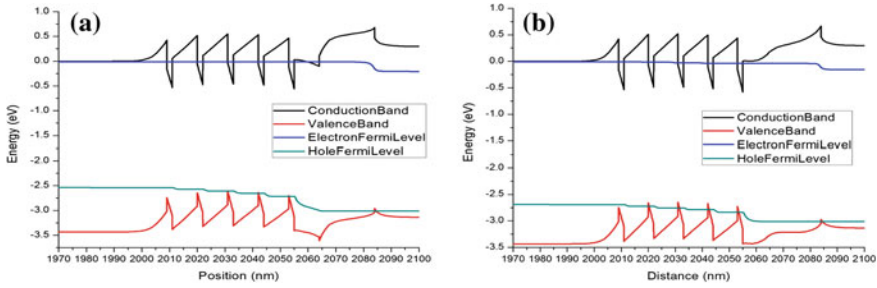 (a)
1.0
0.5
0.0
-0.5
-1.0
-1.5
-2.0
-2.5
-3.0
-3.5
Energy (eV)
ConductionBand
ValenceBand
ElectronFermiLevel
HoleFermiLevel
1970 1980 1990 2000 2010 2020 2030 2040 2050 2060 2070 2080 2090 2100
Position (nm)
(b)
1.0
0.5
0.0
-0.5
-1.0
-1.5
-2.0
-2.5
-3.0
-3.5
Energy (eV)
ConductionBand
ValenceBand
ElectronFermiLevel
HoleFermiLevel
1970 1980 1990 2000 2010 2020 2030 2040 2050 2060 2070 2080 2090 2100
Distance (nm)